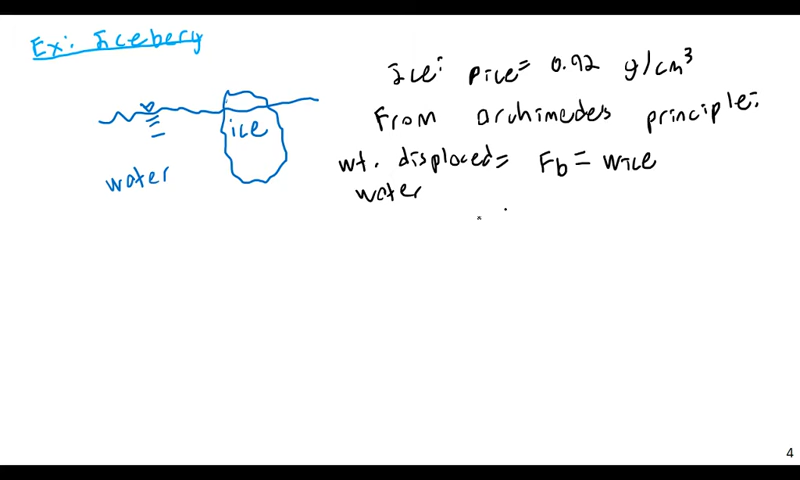 Ex: Iceberg
Ice: ρice = 0.92 g/cm³
From archimedes principle:
wt. displaced = Fb = wice
water
ice
water
4